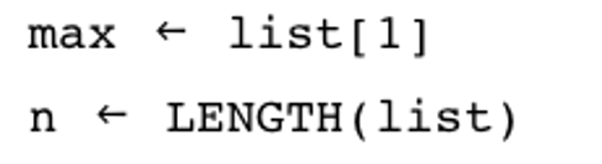 max ← list[1]
n ← LENGTH(list)